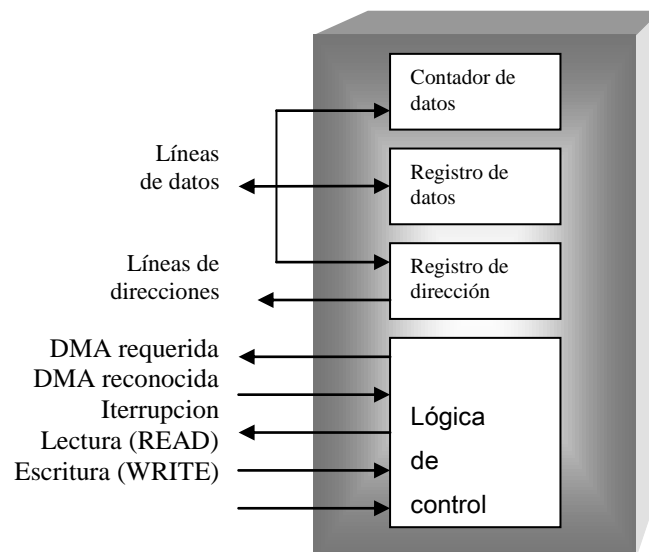 Contador de
datos
Líneas
de datos
Registro de
datos
Líneas de
direcciones
Registro de
dirección
DMA requerida
DMA reconocida
Iterrupcion
Lectura (READ)
Escritura (WRITE)
Lógica
de
control